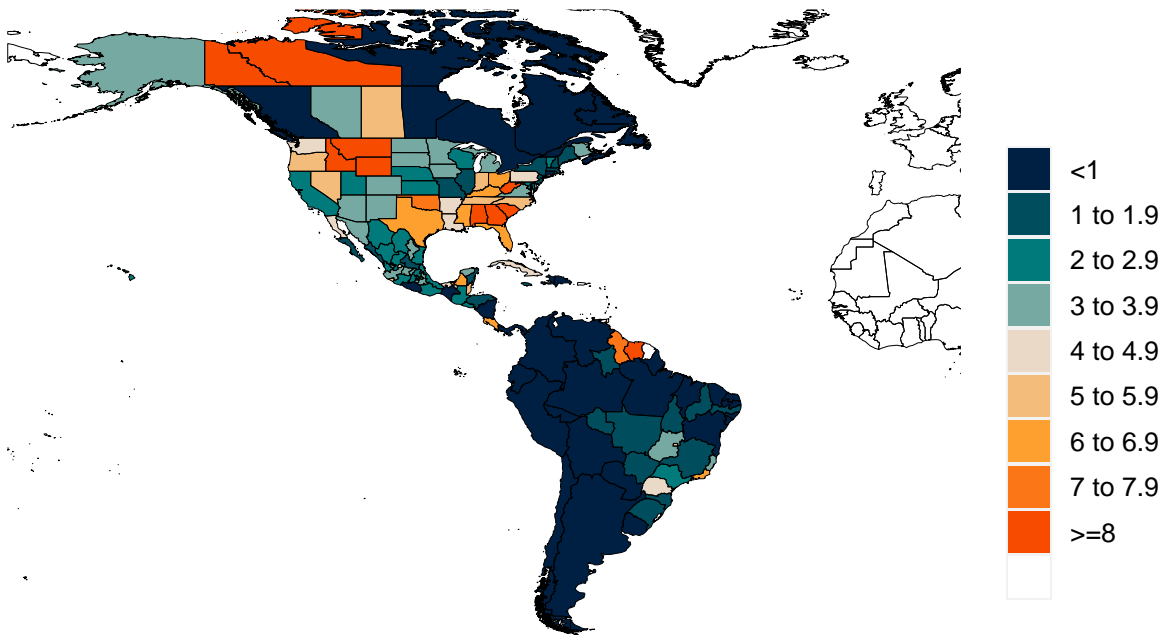 <1
1 to 1.9
2 to 2.9
3 to 3.9
4 to 4.9
5 to 5.9
6 to 6.9
7 to 7.9
>=8